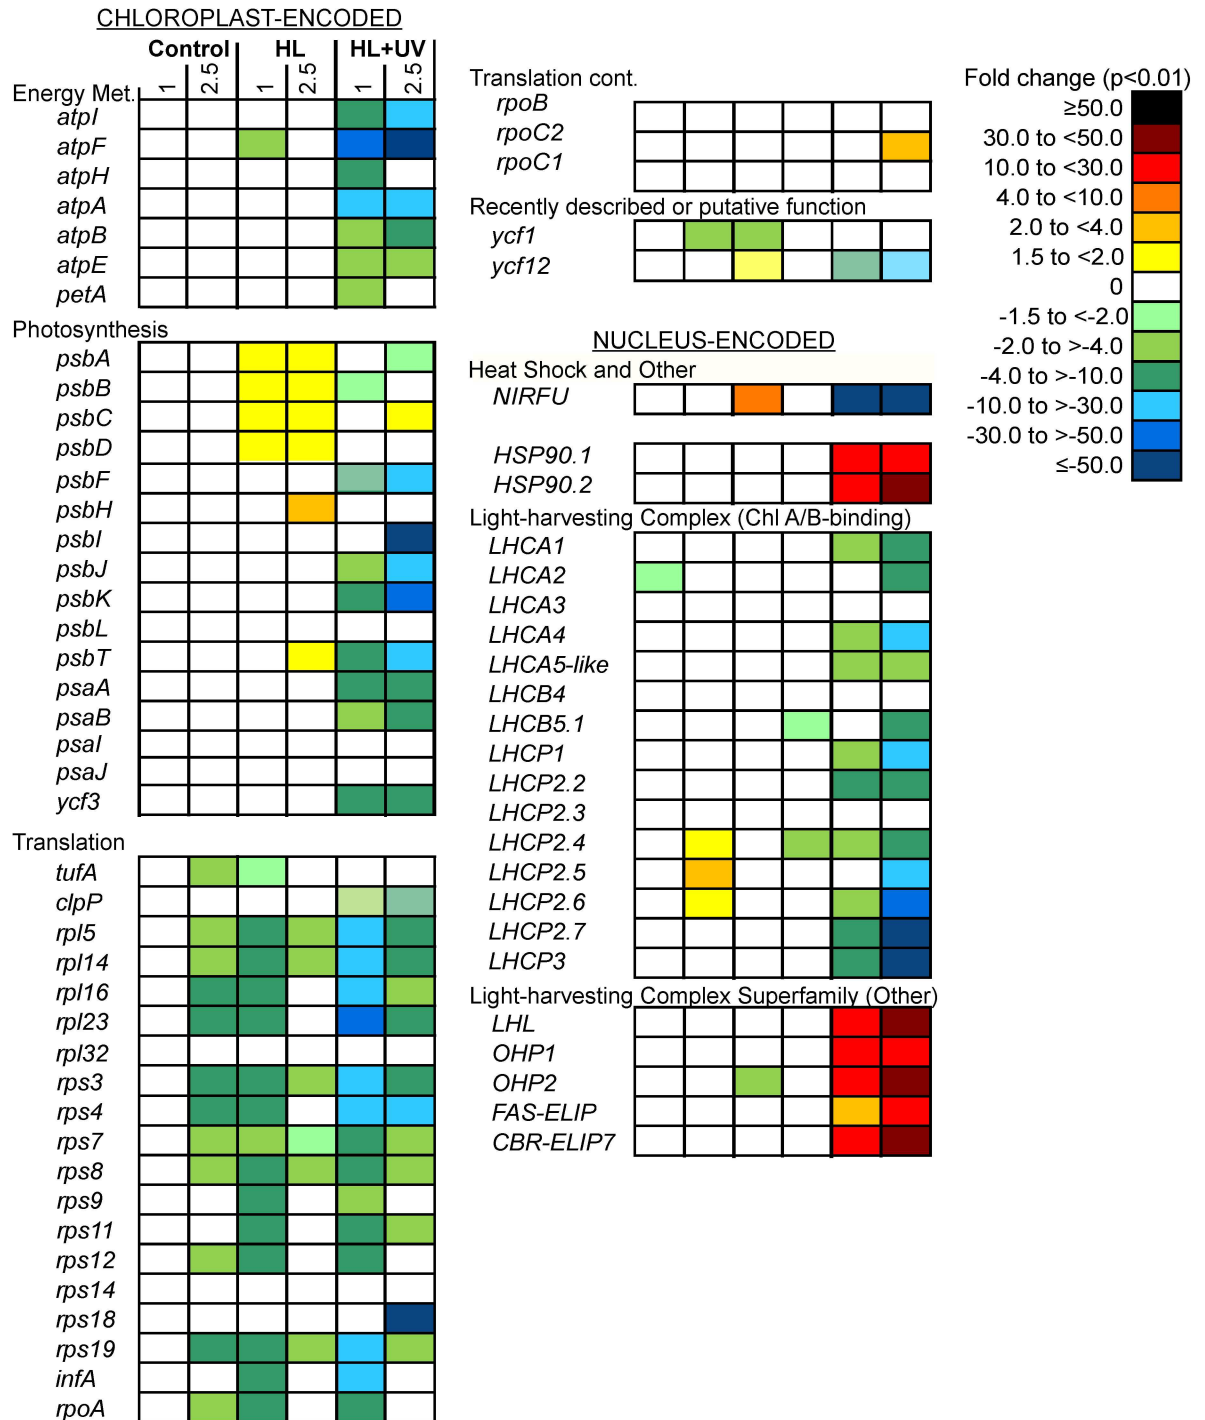 CHLOROPLAST-ENCODED
Control HL HL+UV
1 2.5 1 2.5 1 2.5
Energy Met.
atpI
atpF
atpH
atpA
atpB
atpE
petA
Photosynthesis
psbA
psbB
psbC
psbD
psbF
psbH
psbI
psbJ
psbK
psbL
psbT
psaA
psaB
psaI
psaJ
ycf3
Translation
tufA
clpP
rpl5
rpl14
rpl16
rpl23
rpl32
rps3
rps4
rps7
rps8
rps9
rps11
rps12
rps14
rps18
rps19
infA
rpoA
Translation cont.
rpoB
rpoC2
rpoC1
Recently described or putative function
ycf1
ycf12
NUCLEUS-ENCODED
Heat Shock and Other
NIRFU
HSP90.1
HSP90.2
Light-harvesting Complex (Chl A/B-binding)
LHCA1
LHCA2
LHCA3
LHCA4
LHCA5-like
LHCB4
LHCB5.1
LHCP1
LHCP2.2
LHCP2.3
LHCP2.4
LHCP2.5
LHCP2.6
LHCP2.7
LHCP3
Light-harvesting Complex Superfamily (Other)
LHL
OHP1
OHP2
FAS-ELIP
CBR-ELIP7
Fold change (p<0.01)
≥50.0
30.0 to <50.0
10.0 to <30.0
4.0 to <10.0
2.0 to <4.0
1.5 to <2.0
0
-1.5 to <-2.0
-2.0 to >-4.0
-4.0 to >-10.0
-10.0 to >-30.0
-30.0 to >-50.0
≤-50.0